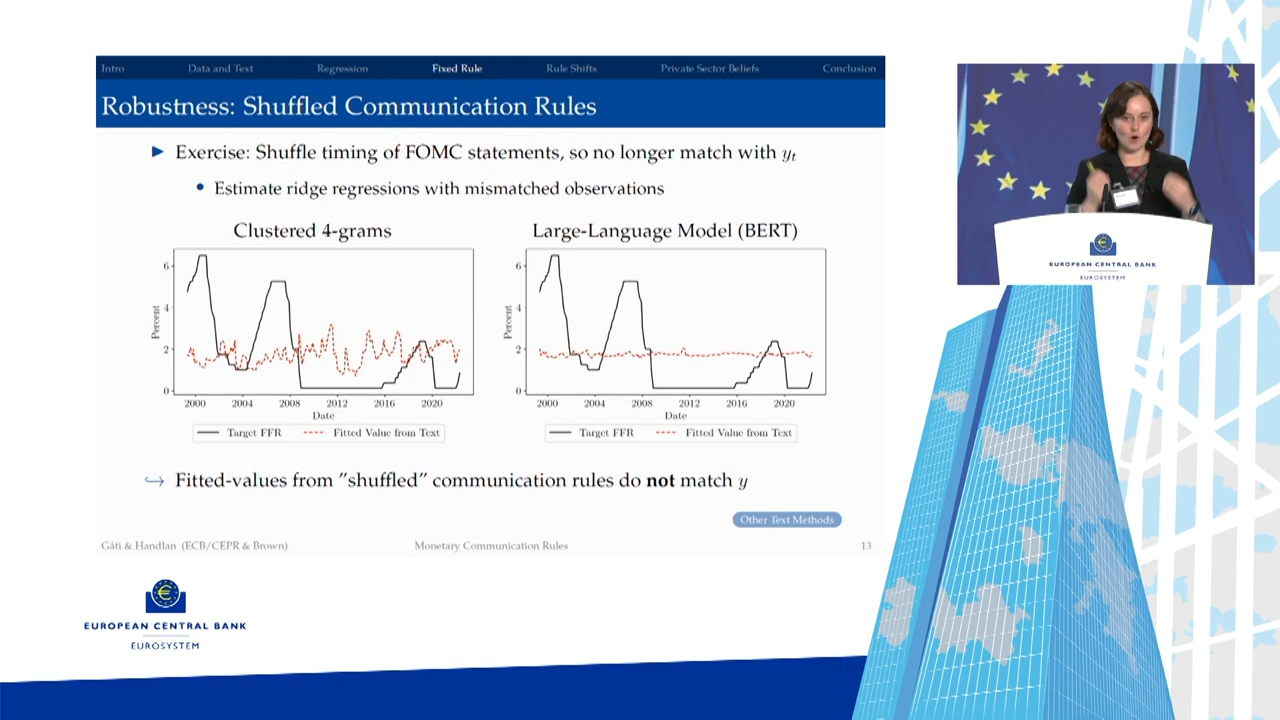 Intro Data and Text Regression Fixed Rule Rule Shifts Private Sector Beliefs Conclusion
Robustness: Shuffled Communication Rules
Exercise: Shuffle timing of FOMC statements, so no longer match with yt
Estimate ridge regressions with mismatched observations
Clustered 4-grams
6
4
2
0
Percent
2000 2004 2008 2012 2016 2020
Date
Target FFR Fitted Value from Text
Large-Language Model (BERT)
6
4
2
0
Percent
2000 2004 2008 2012 2016 2020
Date
Target FFR Fitted Value from Text
↪ Fitted-values from "shuffled" communication rules do not match y
Other Text Methods
Gáti & Handlan (ECB/CEPR & Brown) Monetary Communication Rules 13
EUROPEAN CENTRAL BANK
EUROSYSTEM
EUROPEAN CENTRAL BANK
EUROSYSTEM